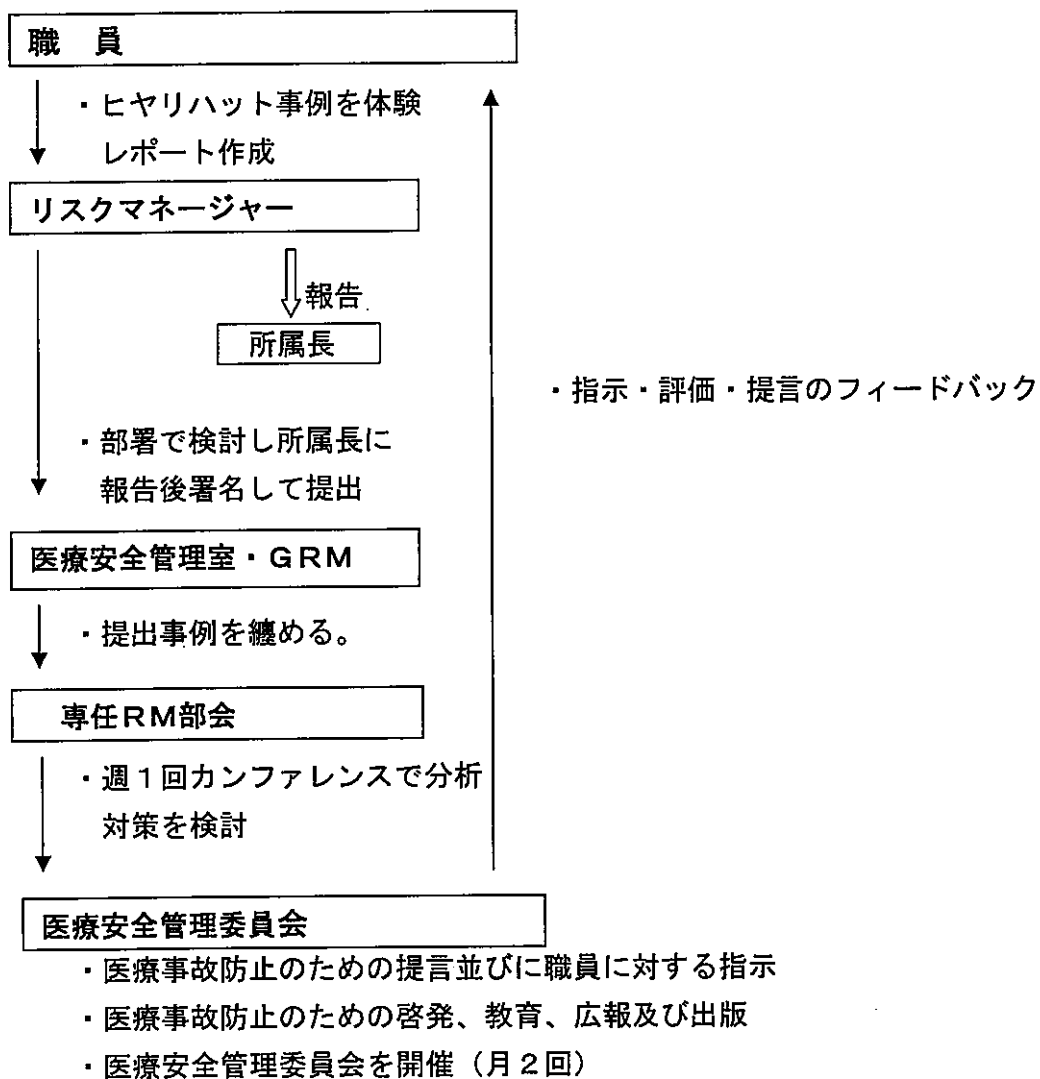 職　員
・ヒヤリハット事例を体験
レポート作成
リスクマネージャー
報告
所属長
・指示・評価・提言のフィードバック
・部署で検討し所属長に
報告後署名して提出
医療安全管理室・GRM
・提出事例を纏める。
専任RM部会
・週1回カンファレンスで分析
対策を検討
医療安全管理委員会
・医療事故防止のための提言並びに職員に対する指示
・医療事故防止のための啓発、教育、広報及び出版
・医療安全管理委員会を開催（月2回）